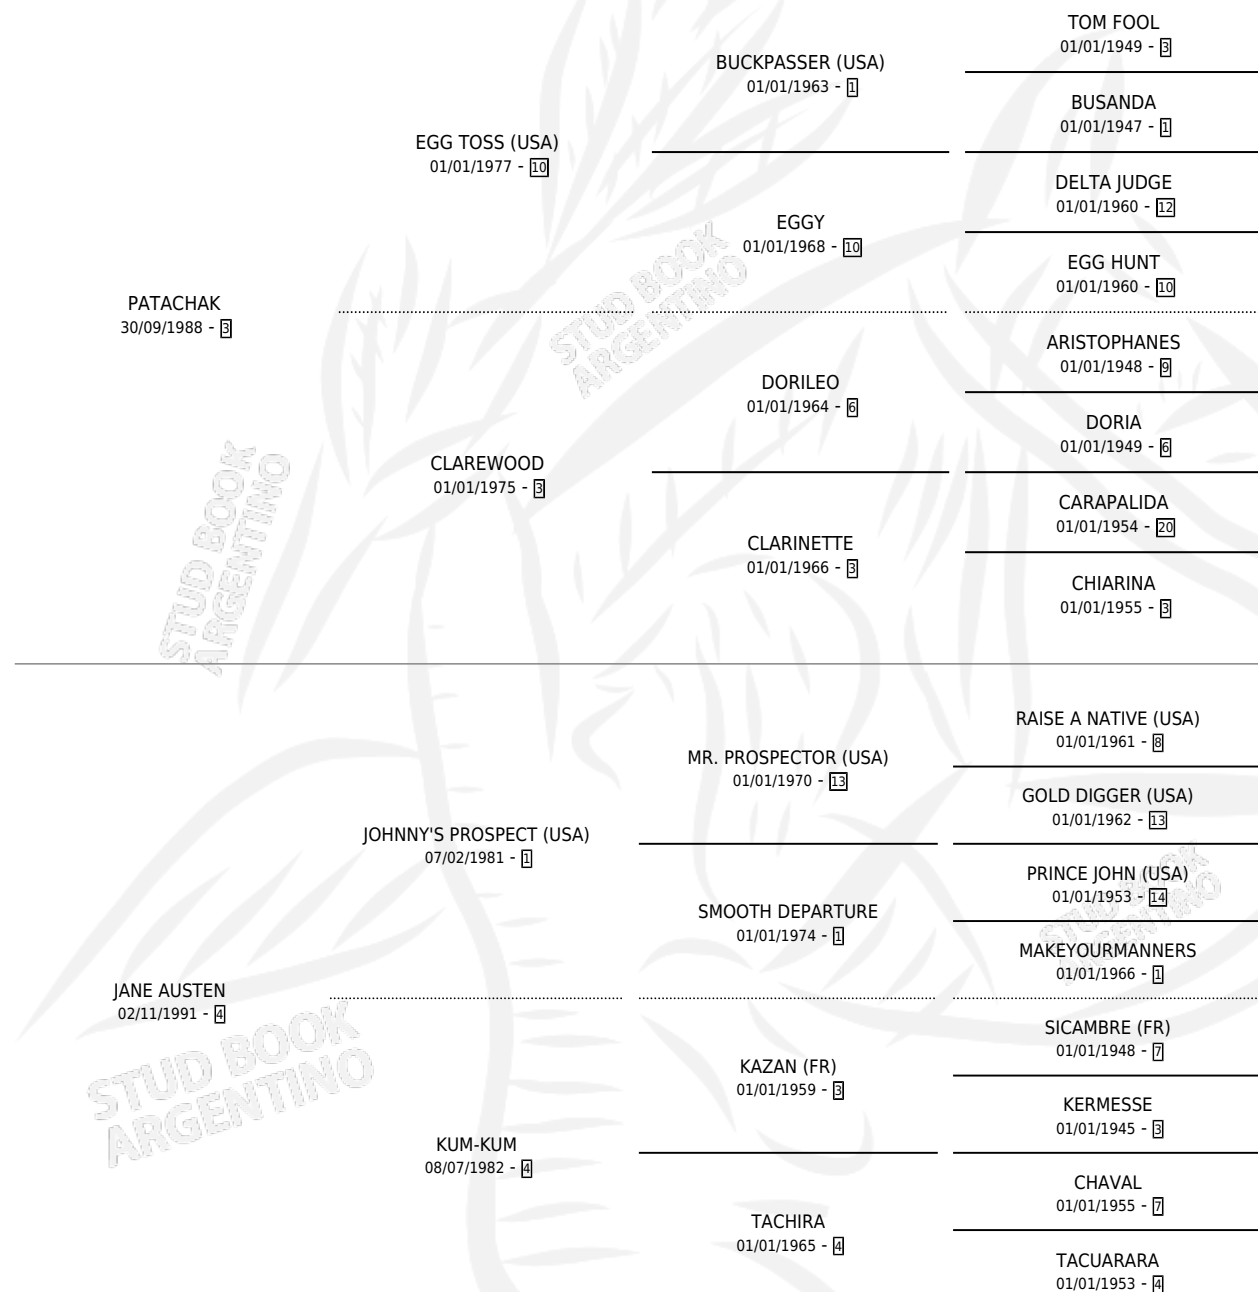 TOM FOOL
01/01/1949 - 3
BUCKPASSER (USA)
01/01/1963 - 1
BUSANDA
01/01/1947 - 1
EGG TOSS (USA)
01/01/1977 - 10
DELTA JUDGE
01/01/1960 - 12
EGGY
01/01/1968 - 10
EGG HUNT
01/01/1960 - 10
PATACHAK
30/09/1988 - 3
STUD BOOK
ARGENTINO
ARISTOPHANES
01/01/1948 - 9
DORILEO
01/01/1964 - 6
DORIA
01/01/1949 - 6
CLAREWOOD
01/01/1975 - 3
CARAPALIDA
01/01/1954 - 20
CLARINETTE
01/01/1966 - 3
CHIARINA
01/01/1955 - 3
STUD BOOK
ARGENTINO
RAISE A NATIVE (USA)
01/01/1961 - 8
MR. PROSPECTOR (USA)
01/01/1970 - 13
GOLD DIGGER (USA)
01/01/1962 - 13
JOHNNY'S PROSPECT (USA)
07/02/1981 - 1
PRINCE JOHN (USA)
01/01/1953 - 14
SMOOTH DEPARTURE
01/01/1974 - 1
STUD BOOK
ARGENTINO
MAKEYOURMANNERS
01/01/1966 - 1
JANE AUSTEN
02/11/1991 - 4
STUD BOOK
ARGENTINO
SICAMBRE (FR)
01/01/1948 - 7
KAZAN (FR)
01/01/1959 - 3
KERMESSE
01/01/1945 - 3
KUM-KUM
08/07/1982 - 4
CHAVAL
01/01/1955 - 7
TACHIRA
01/01/1965 - 4
TACUARARA
01/01/1953 - 4